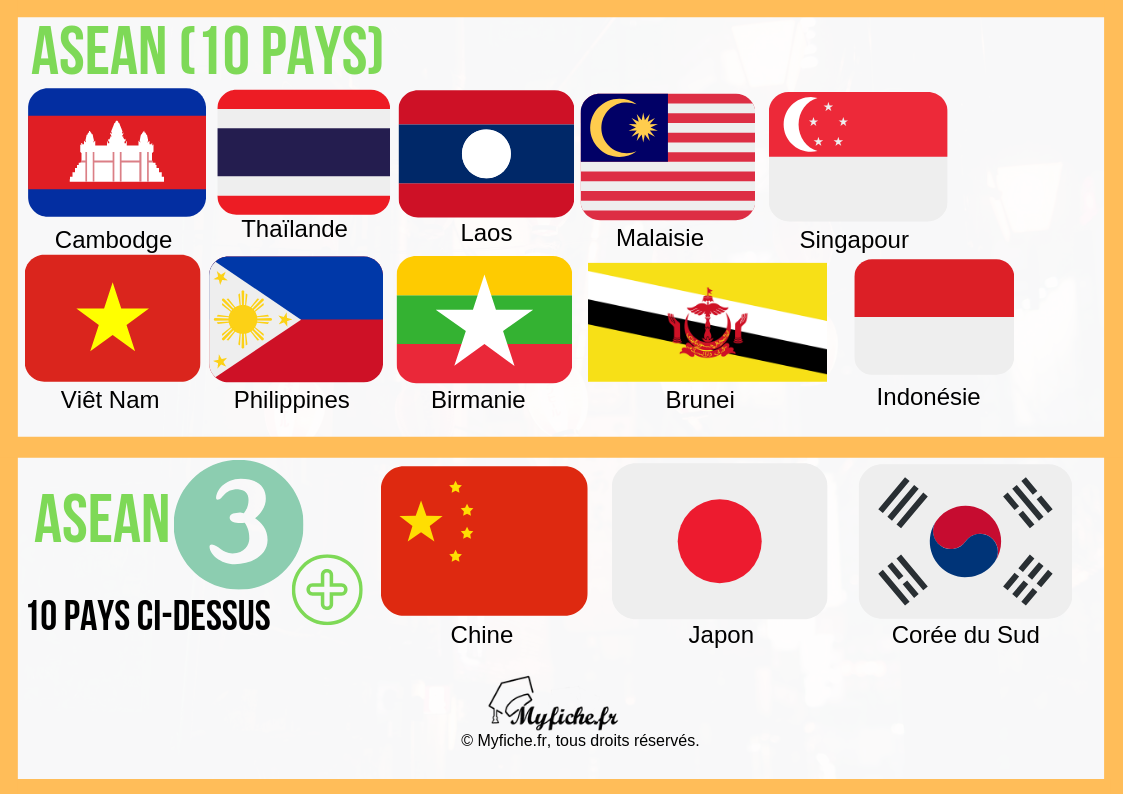 ASEAN (10 PAYS)
Cambodge
Thaïlande
Laos
Malaisie
Singapour
Viêt Nam
Philippines
Birmanie
Brunei
Indonésie
ASEAN 3
10 PAYS CI-DESSUS
Chine
Japon
Corée du Sud
Myfiche.fr
© Myfiche.fr, tous droits réservés.